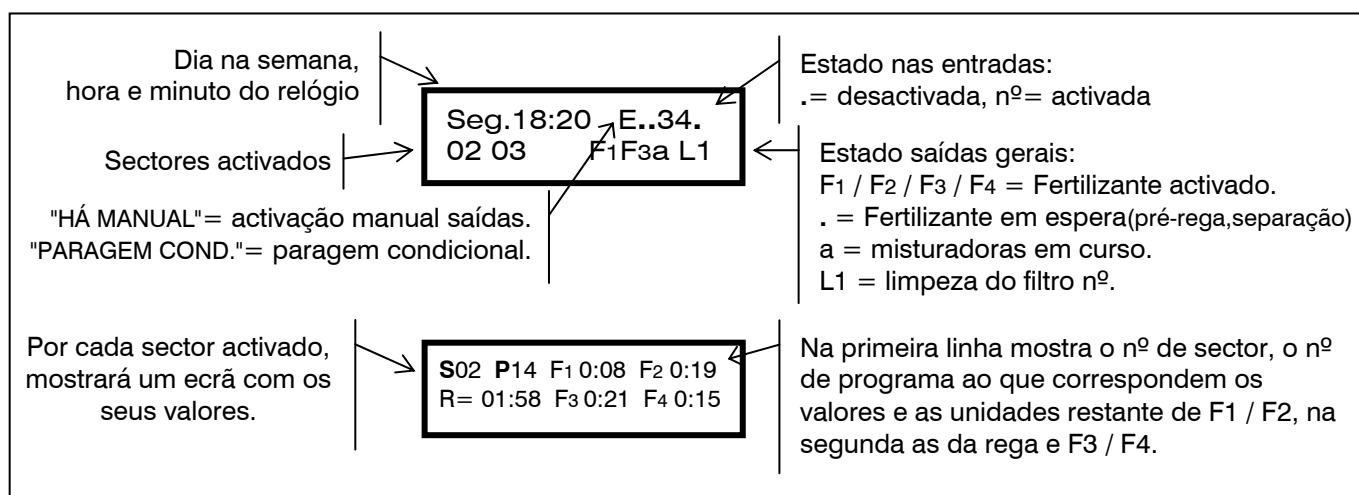 Dia na semana,
hora e minuto do relógio
Seg.18:20 E..34.
02 03 F1F3a L1
Estado nas entradas:
.= desactivada, nº= activada
Sectores activados
Estado saídas gerais:
F1 / F2 / F3 / F4 = Fertilizante activado.
. = Fertilizante em espera(pré-rega,separação)
a = misturadoras em curso.
L1 = limpeza do filtro nº.
"HÁ MANUAL"= activação manual saídas.
"PARAGEM COND."= paragem condicional.
Por cada sector activado,
mostrará um ecrã com os
seus valores.
S02 P14 F1 0:08 F2 0:19
R= 01:58 F3 0:21 F4 0:15
Na primeira linha mostra o nº de sector, o nº
de programa ao que correspondem os
valores e as unidades restante de F1 / F2, na
segunda as da rega e F3 / F4.